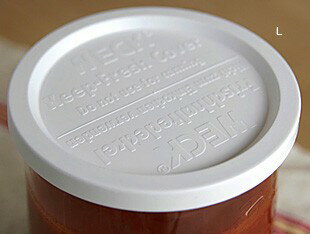 L
WECK®
Keep-Fresh Cover
Do not use for canning
WECK®
Frischhaltedeckel